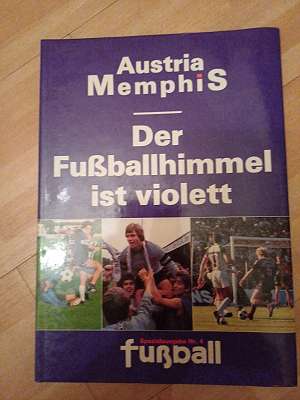 Austria
MemphiS
Der
Fußballhimmel
ist violett
Spezialausgabe Nr. 4
fußball